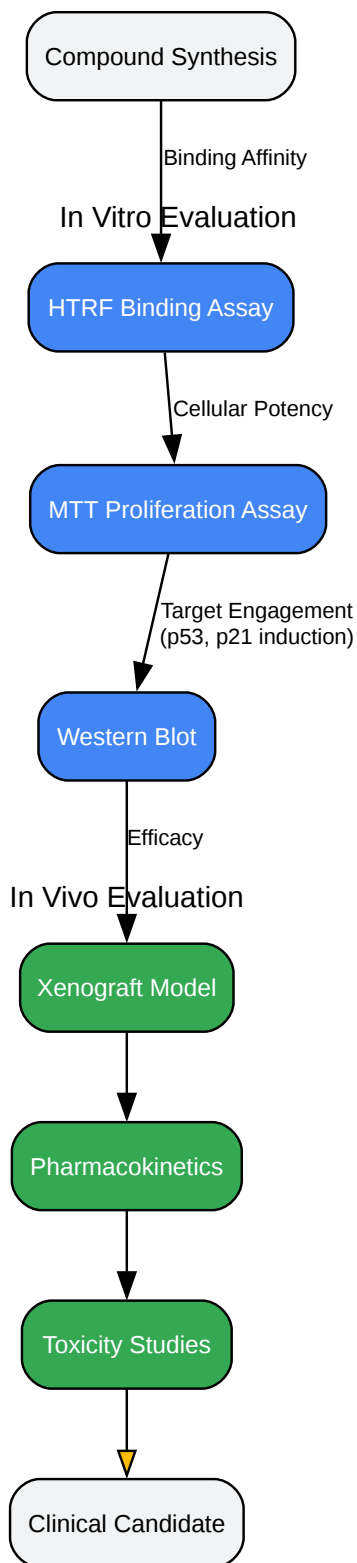 Compound Synthesis
Binding Affinity
In Vitro Evaluation
HTRF Binding Assay
Cellular Potency
MTT Proliferation Assay
Target Engagement
(p53, p21 induction)
Western Blot
Efficacy
In Vivo Evaluation
Xenograft Model
Pharmacokinetics
Toxicity Studies
Clinical Candidate